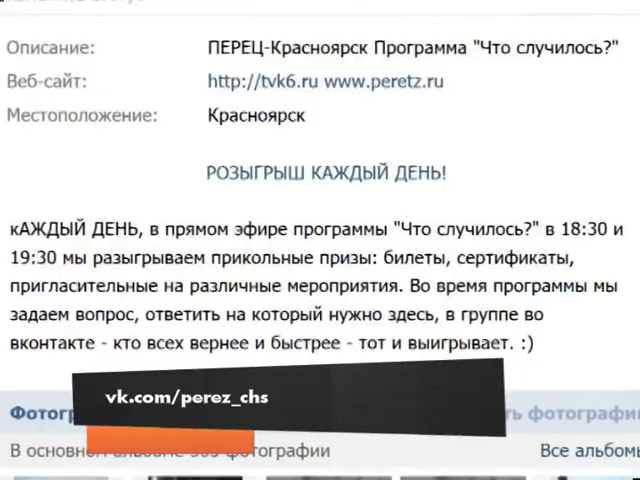 Описание: ПЕРЕЦ-Красноярск Программа "Что случилось?"
Веб-сайт: http://tvk6.ru www.peretz.ru
Местоположение: Красноярск
РОЗЫГРЫШ КАЖДЫЙ ДЕНЬ!
кАЖДЫЙ ДЕНЬ, в прямом эфире программы "Что случилось?" в 18:30 и
19:30 мы разыгрываем прикольные призы: билеты, сертификаты,
пригласительные на различные мероприятия. Во время программы мы
задаем вопрос, ответить на который нужно здесь, в группе во
вконтакте - кто всех вернее и быстрее - тот и выигрывает. :)
vk.com/perez_chs
В фотографии Все альбомы